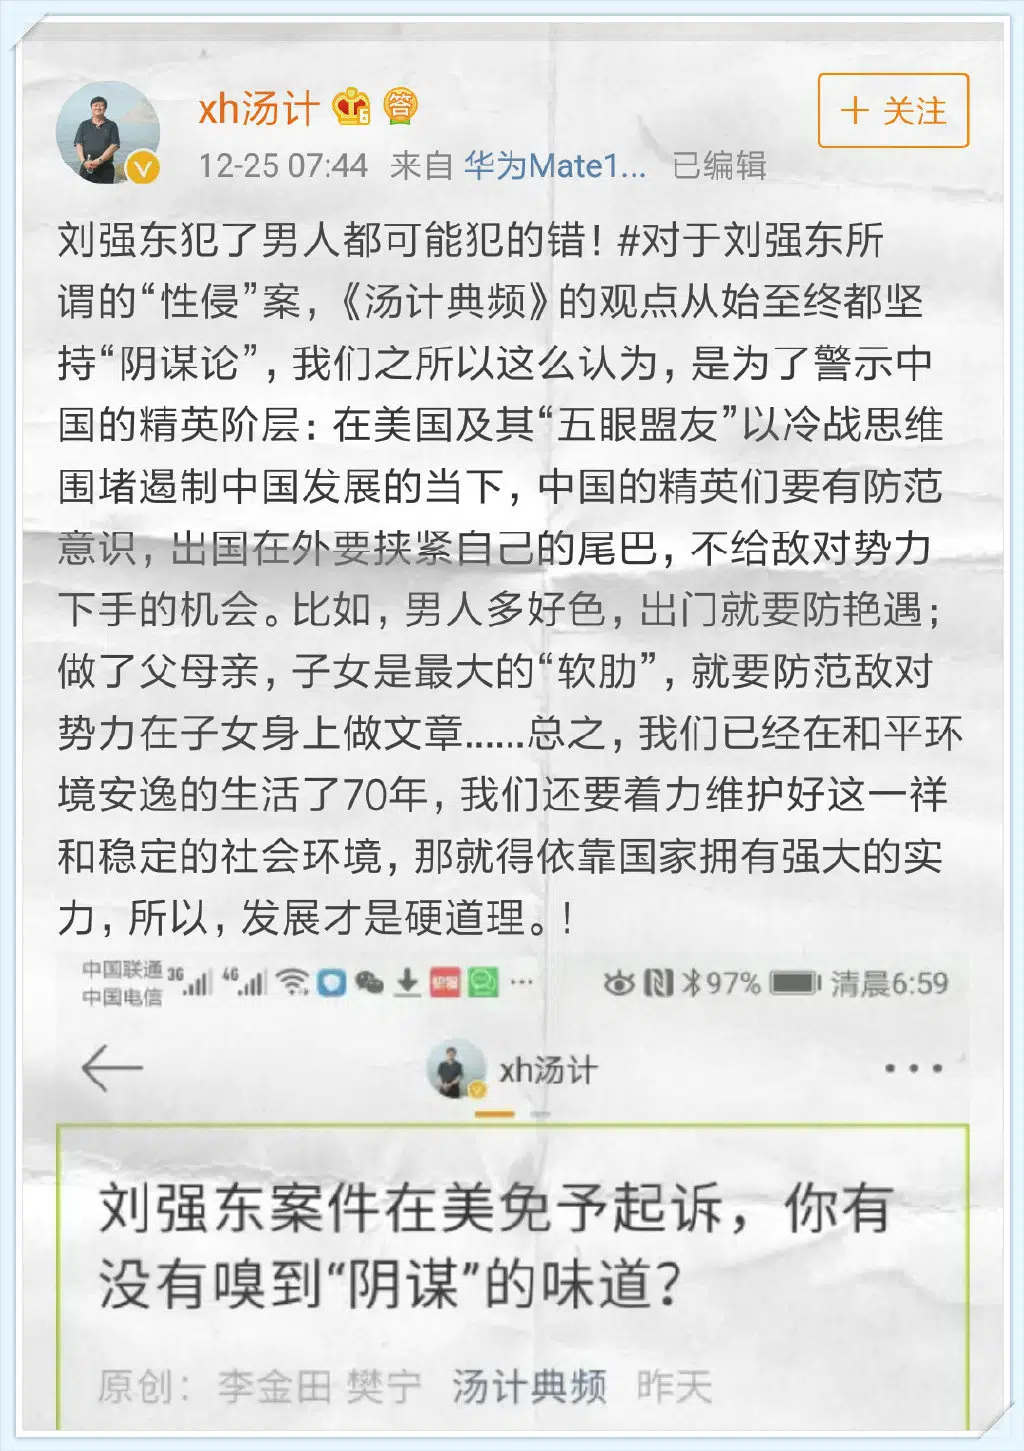 xh汤计
6
答
+ 关注
12-25 07:44 来自 华为Mate1... 已编辑
刘强东犯了男人都可能犯的错！#对于刘强东所
谓的“性侵”案，《汤计典频》的观点从始至终都坚
持“阴谋论”，我们之所以这么认为，是为了警示中
国的精英阶层：在美国及其“五眼盟友”以冷战思维
围堵遏制中国发展的当下，中国的精英们要有防范
意识，出国在外要挟紧自己的尾巴，不给敌对势力
下手的机会。比如，男人多好色，出门就要防艳遇；
做了父母亲，子女是最大的“软肋”，就要防范敌对
势力在子女身上做文章......总之，我们已经在和平环
境安逸的生活了70年，我们还要着力维护好这一祥
和稳定的社会环境，那就得依靠国家拥有强大的实
力，所以，发展才是硬道理。！
中国联通 3G 4G 97% 清晨6:59
中国电信
xh汤计
刘强东案件在美免予起诉，你有
没有嗅到“阴谋”的味道？
原创：李金田 樊宁 汤计典频 昨天